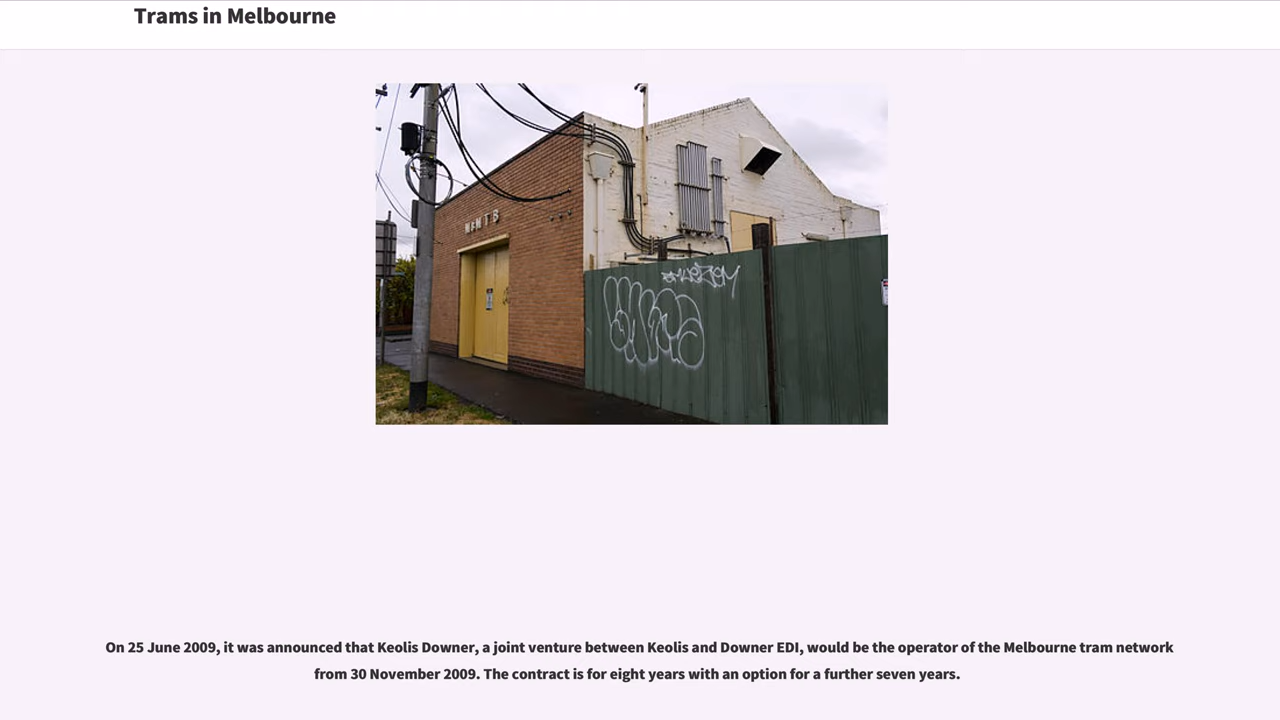 Trams in Melbourne
M&MTB
On 25 June 2009, it was announced that Keolis Downer, a joint venture between Keolis and Downer EDI, would be the operator of the Melbourne tram network
from 30 November 2009. The contract is for eight years with an option for a further seven years.